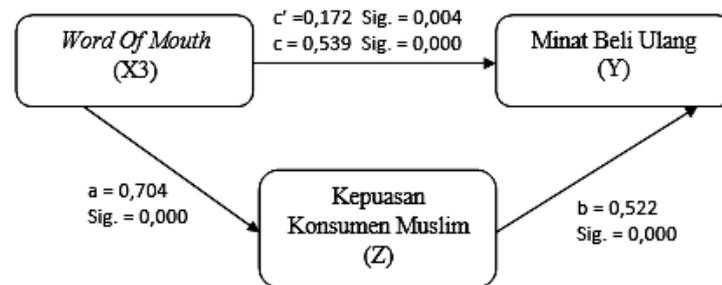 Word Of Mouth
(X3)
c' =0,172 Sig. = 0,004
c = 0,539 Sig. = 0,000
Minat Beli Ulang
(Y)
a = 0,704
Sig. = 0,000
Kepuasan
Konsumen Muslim
(Z)
b = 0,522
Sig. = 0,000